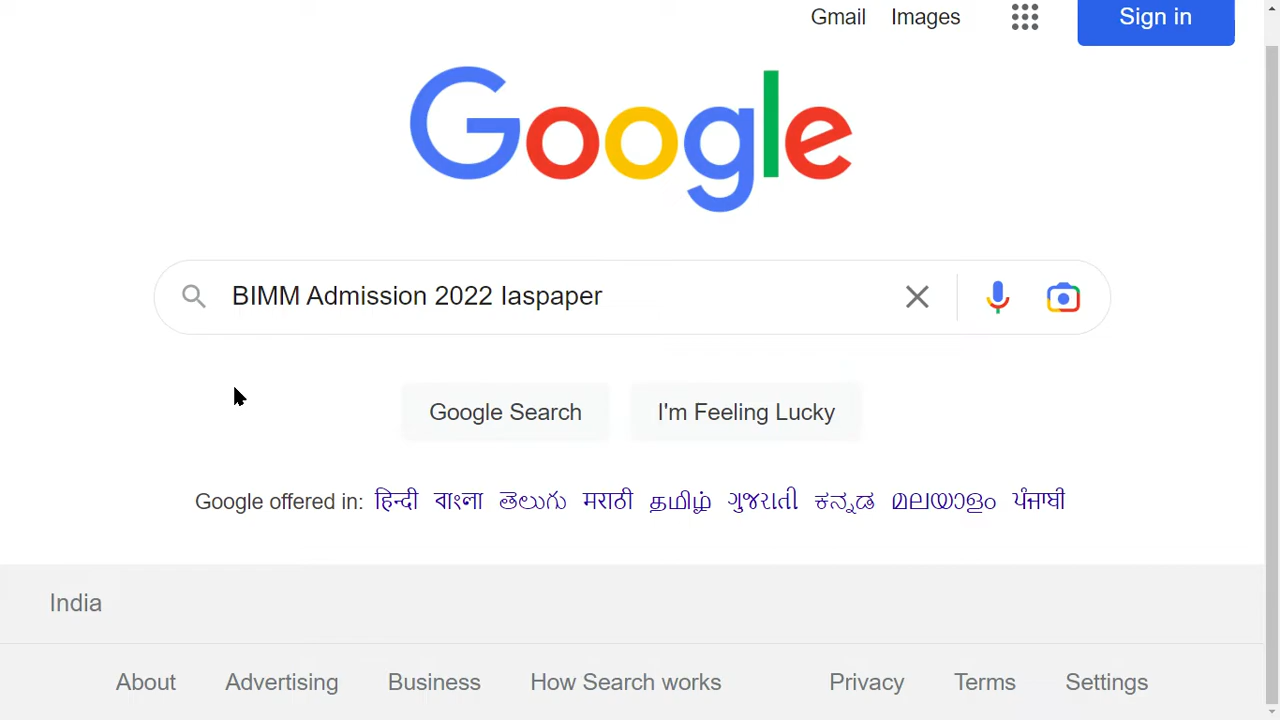 Gmail Images Sign in
Google
BIMM Admission 2022 Iaspaper
Google Search I'm Feeling Lucky
Google offered in: हिन्दी বাংলা తెలుగు मराठी தமிழ் ગુજરાતી ಕನ್ನಡ മലയാളം ਪੰਜਾਬੀ
India
About Advertising Business How Search works Privacy Terms Settings